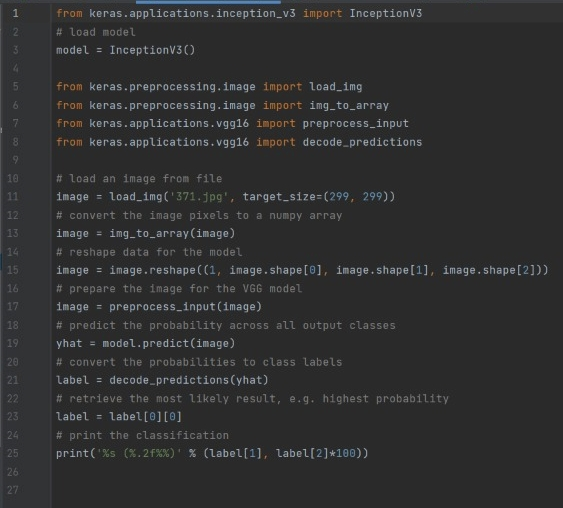 1 from keras.applications.inception_v3 import InceptionV3
2 # load model
3 model = InceptionV3()
4
5 from keras.preprocessing.image import load_img
6 from keras.preprocessing.image import img_to_array
7 from keras.applications.vgg16 import preprocess_input
8 from keras.applications.vgg16 import decode_predictions
9
10 # load an image from file
11 image = load_img('371.jpg', target_size=(299, 299))
12 # convert the image pixels to a numpy array
13 image = img_to_array(image)
14 # reshape data for the model
15 image = image.reshape((1, image.shape[0], image.shape[1], image.shape[2]))
16 # prepare the image for the VGG model
17 image = preprocess_input(image)
18 # predict the probability across all output classes
19 yhat = model.predict(image)
20 # convert the probabilities to class labels
21 label = decode_predictions(yhat)
22 # retrieve the most likely result, e.g. highest probability
23 label = label[0][0]
24 # print the classification
25 print('%s (%.2f%%)' % (label[1], label[2]*100))
26
27